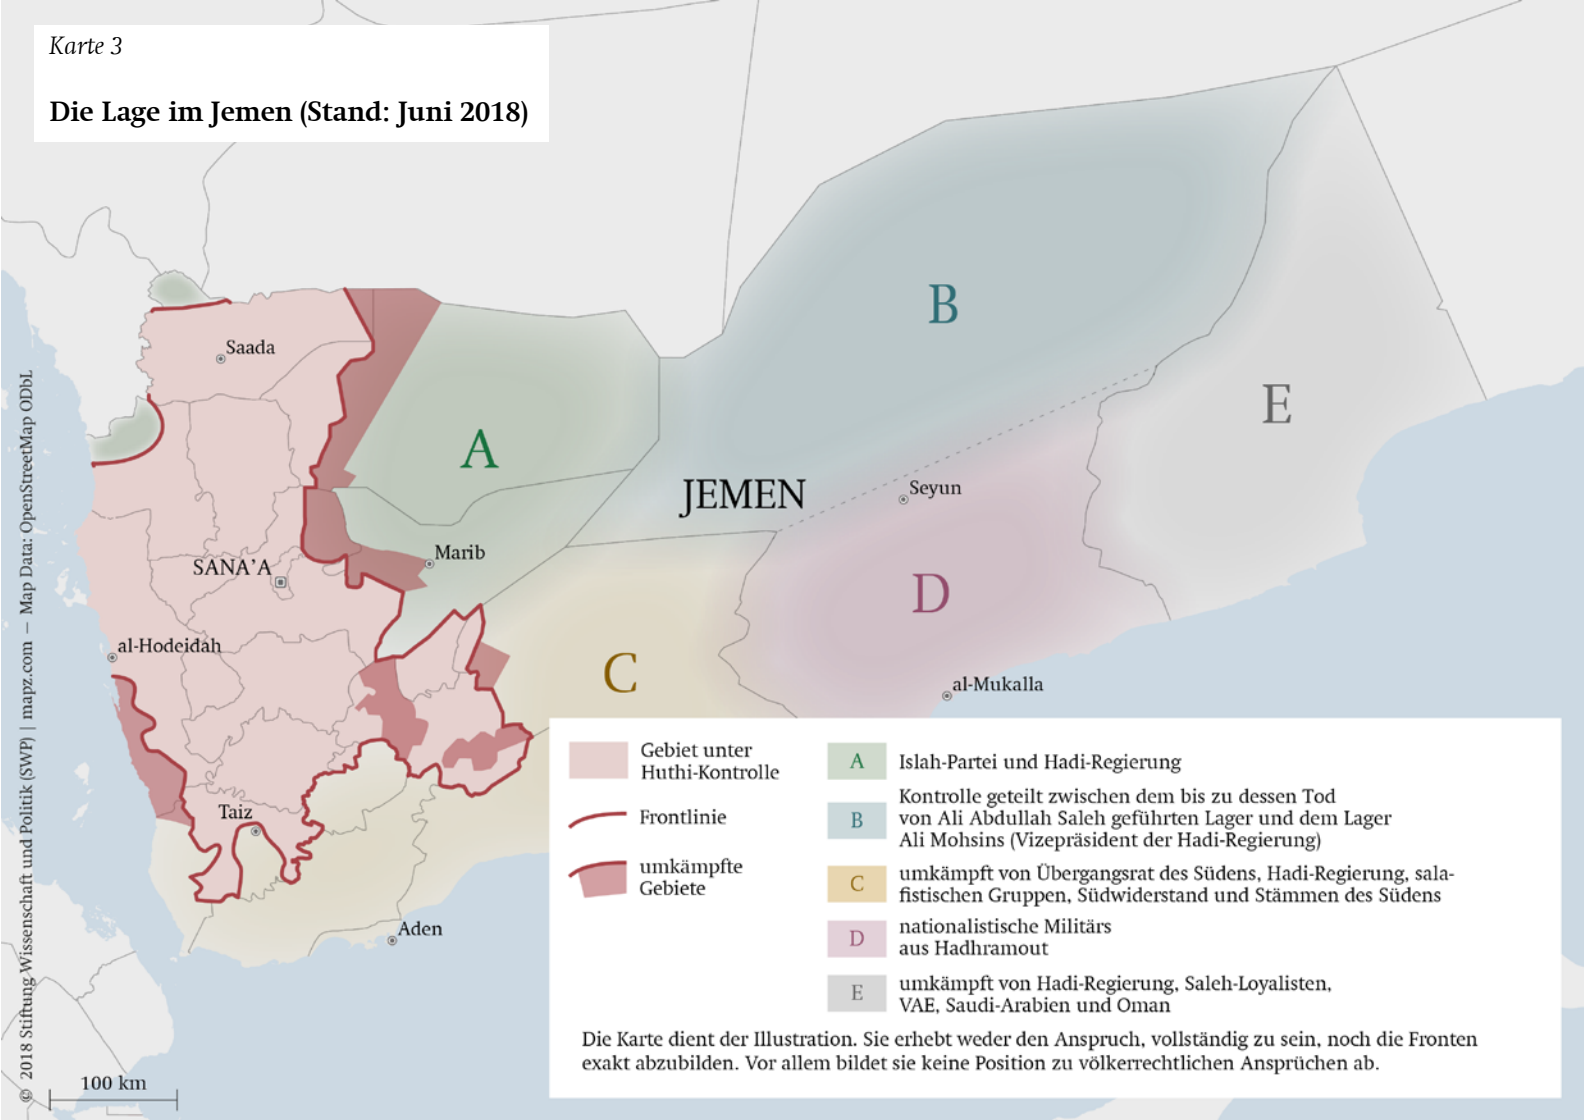 Karte 3
Die Lage im Jemen (Stand: Juni 2018)
Saada
A
B
E
JEMEN
Seyun
Marib
SANA’A
D
al-Hodeidah
C
al-Mukalla
Taiz
Aden
Gebiet unter
Huthi-Kontrolle
Frontlinie
umkämpfte
Gebiete
A
Islah-Partei und Hadi-Regierung
B
Kontrolle geteilt zwischen dem bis zu dessen Tod
von Ali Abdullah Saleh geführten Lager und dem Lager
Ali Mohsins (Vizepräsident der Hadi-Regierung)
C
umkämpft von Übergangsrat des Südens, Hadi-Regierung, sala-
fistischen Gruppen, Südwiderstand und Stämmen des Südens
D
nationalistische Militärs
aus Hadhramout
E
umkämpft von Hadi-Regierung, Saleh-Loyalisten,
VAE, Saudi-Arabien und Oman
Die Karte dient der Illustration. Sie erhebt weder den Anspruch, vollständig zu sein, noch die Fronten
exakt abzubilden. Vor allem bildet sie keine Position zu völkerrechtlichen Ansprüchen ab.
100 km
© 2018 Stiftung Wissenschaft und Politik (SWP) | mapz.com – Map Data: OpenStreetMap ODbL